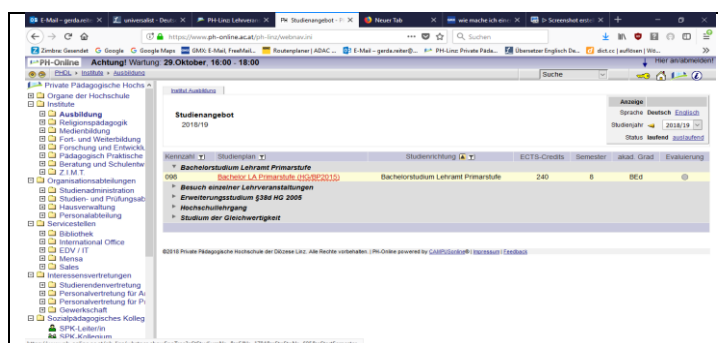 E-Mail – gerda.reite
universalist - Deuts
PH-Linz Lehrverans
Studienangebot - P
Neuer Tab
wie mache ich eine
Screenshot erstelle
https://www.ph-online.ac.at/ph-linz/webnav.ini
Suchen
Zimbra: Gesendet
Google
Google Maps
GMX: E-Mail, FreeMail...
Routenplaner | ADAC ...
E-Mail – gerda.reiter@...
PH-Linz Private Päda...
Übersetzer Englisch De...
dict.cc | auflösen | Wö...
PH-Online Achtung! Wartung: 29.Oktober, 16:00 - 18:00
Hier an/abmelden!
PHDL › Institute › Ausbildung
Suche
Private Pädagogische Hochs
Organe der Hochschule
Institute
Ausbildung
Religionspädagogik
Medienbildung
Fort- und Weiterbildung
Forschung und Entwicklu
Pädagogisch Praktische
Beratung und Schulentw
Z.I.M.T.
Organisationsabteilungen
Studienadministration
Studien- und Prüfungsab
Hausverwaltung
Personalabteilung
Servicestellen
Bibliothek
International Office
EDV / IT
Mensa
Sales
Interessensvertretungen
Studierendenvertretung
Personalvertretung für A
Personalvertretung für P
Gewerkschaft
Sozialpädagogisches Kolleg
SPK-Leiter/in
SPK-Kollegium
Institut Ausbildung
Studienangebot
2018/19
Anzeige
Sprache Deutsch Englisch
Studienjahr 2018/19
Status laufend auslaufend
Kennzahl Studienplan Studienrichtung ECTS-Credits Semester akad. Grad Evaluierung
Bachelorstudium Lehramt Primarstufe
098 Bachelor LA Primarstufe (HG/BP2015) Bachelorstudium Lehramt Primarstufe 240 8 BEd
Besuch einzelner Lehrveranstaltungen
Erweiterungsstudium §38d HG 2005
Hochschullehrgang
Studium der Gleichwertigkeit
©2018 Private Pädagogische Hochschule der Diözese Linz. Alle Rechte vorbehalten. | PH-Online powered by CAMPUSonline® | Impressum | Feedback